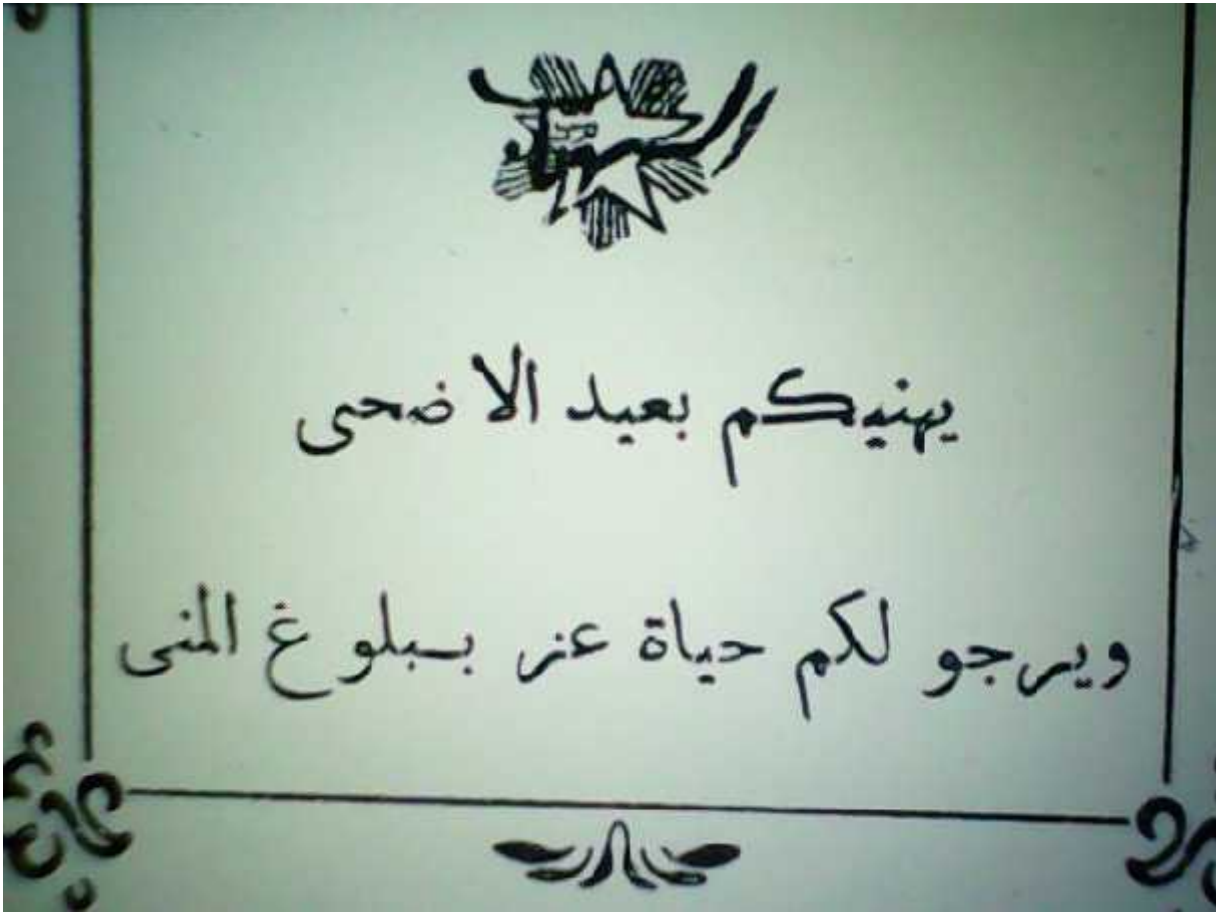 يهنيكم بعيد الاضحى
ويرجو لكم حياة عز ببلوغ المنى